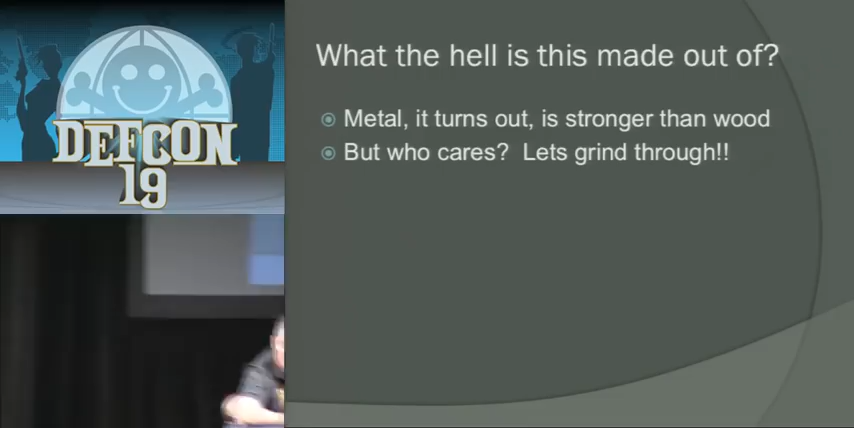 DEFCON
19
What the hell is this made out of?
Metal, it turns out, is stronger than wood
But who cares? Lets grind through!!